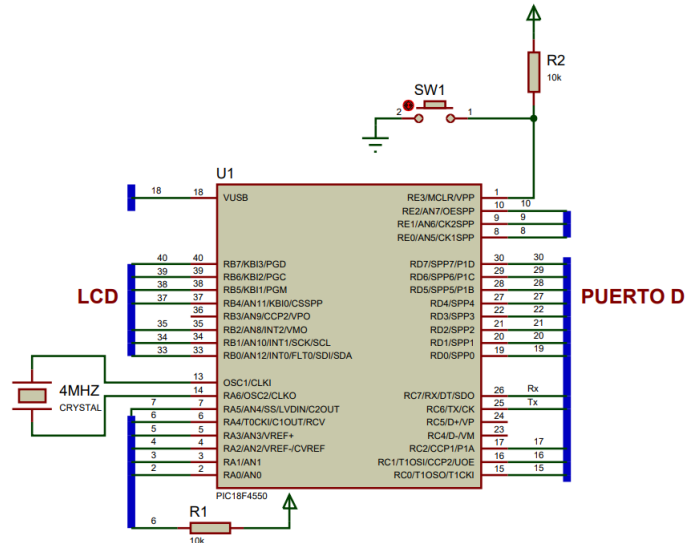 R2
10k
SW1
2 1
U1
18 18 VUSB RE3/MCLR/VPP 1
RE2/AN7/OESPP 10 10
RE1/AN6/CK2SPP 9 9
RE0/AN5/CK1SPP 8 8
40 40 RB7/KBI3/PGD RD7/SPP7/P1D 30 30
39 39 RB6/KBI2/PGC RD6/SPP6/P1C 29 29
38 38 RB5/KBI1/PGM RD5/SPP5/P1B 28 28
LCD 37 37 RB4/AN11/KBI0/CSSPP RD4/SPP4 27 27 PUERTO D
36 RB3/AN9/CCP2/VPO RD3/SPP3 22 22
35 35 RB2/AN8/INT2/VMO RD2/SPP2 21 21
34 34 RB1/AN10/INT1/SCK/SCL RD1/SPP1 20 20
33 33 RB0/AN12/INT0/FLT0/SDI/SDA RD0/SPP0 19 19
13 OSC1/CLKI
4MHZ 14 RA6/OSC2/CLKO RC7/RX/DT/SDO 26 Rx
CRYSTAL 7 7 RA5/AN4/SS/LVDIN/C2OUT RC6/TX/CK 25 Tx
6 6 RA4/T0CKI/C1OUT/RCV RC5/D+/VP 24
5 5 RA3/AN3/VREF+ RC4/D-/VM 23
4 4 RA2/AN2/VREF-/CVREF RC2/CCP1/P1A 17 17
3 3 RA1/AN1 RC1/T1OSI/CCP2/UOE 16 16
2 2 RA0/AN0 RC0/T1OSO/T1CKI 15 15
PIC18F4550
6 R1
10k